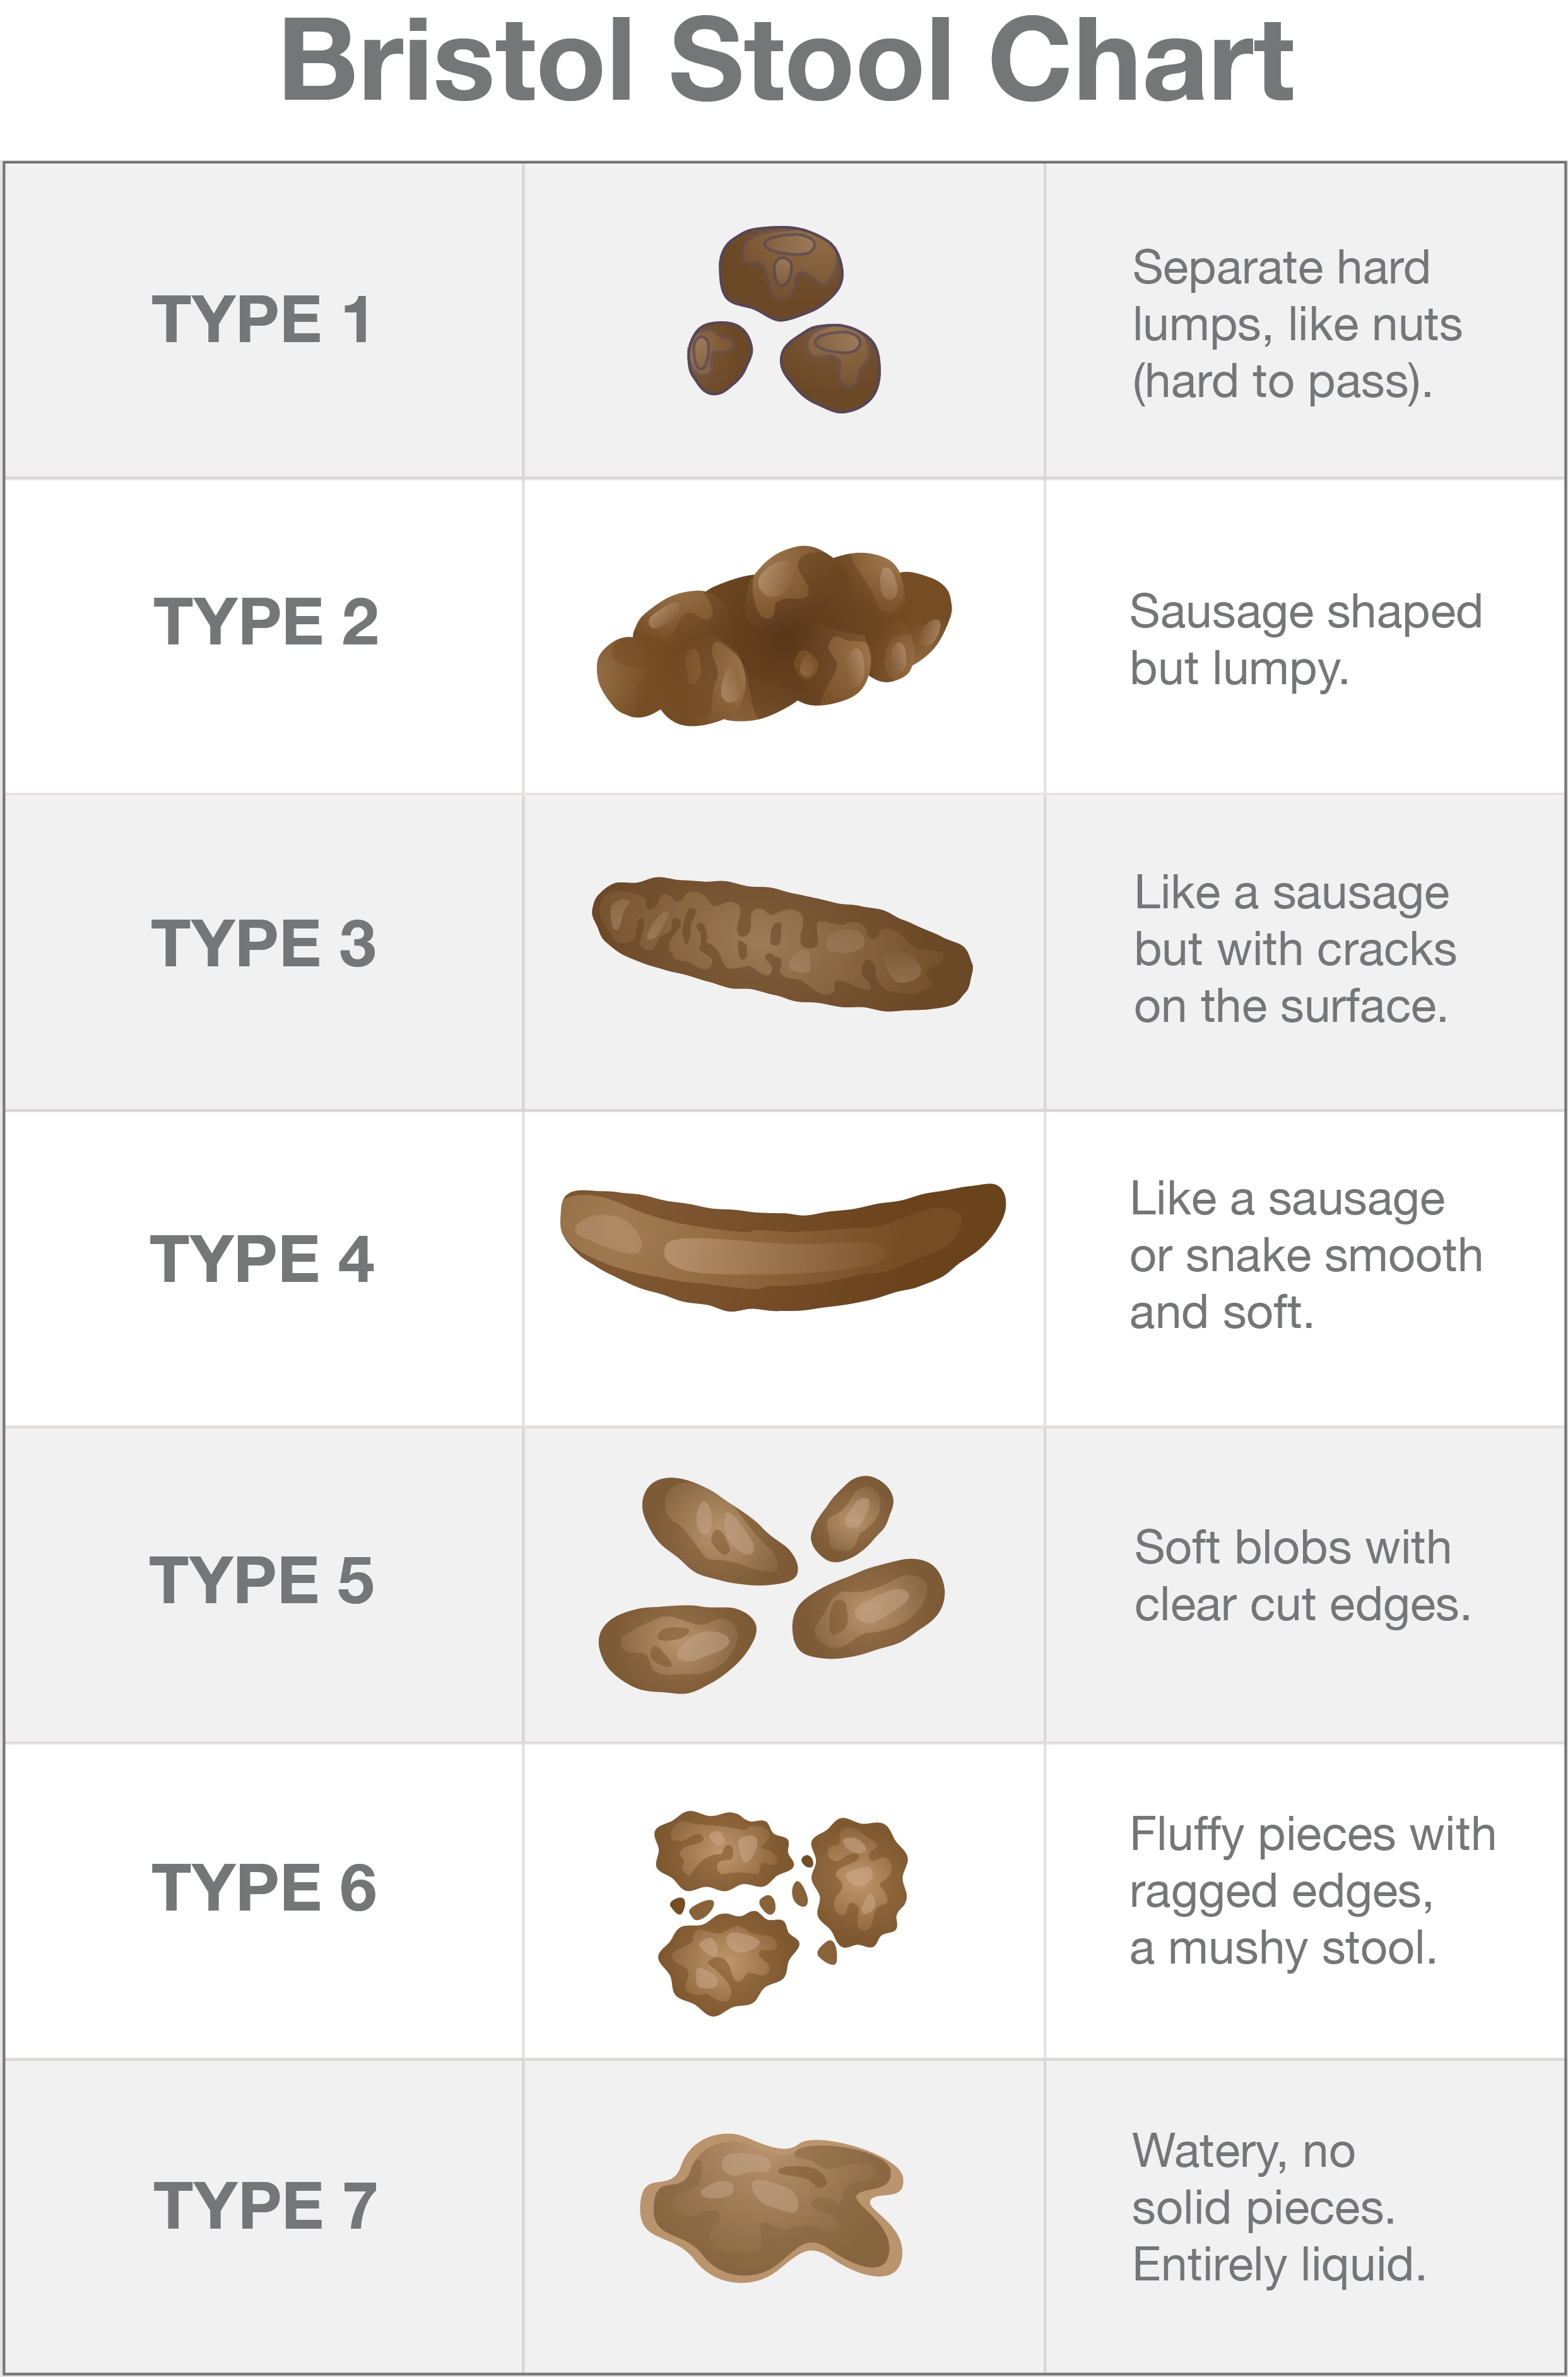 Bristol Stool Chart
TYPE 1
Separate hard
lumps, like nuts
(hard to pass).
TYPE 2
Sausage shaped
but lumpy.
TYPE 3
Like a sausage
but with cracks
on the surface.
TYPE 4
Like a sausage
or snake smooth
and soft.
TYPE 5
Soft blobs with
clear cut edges.
TYPE 6
Fluffy pieces with
ragged edges,
a mushy stool.
TYPE 7
Watery, no
solid pieces.
Entirely liquid.